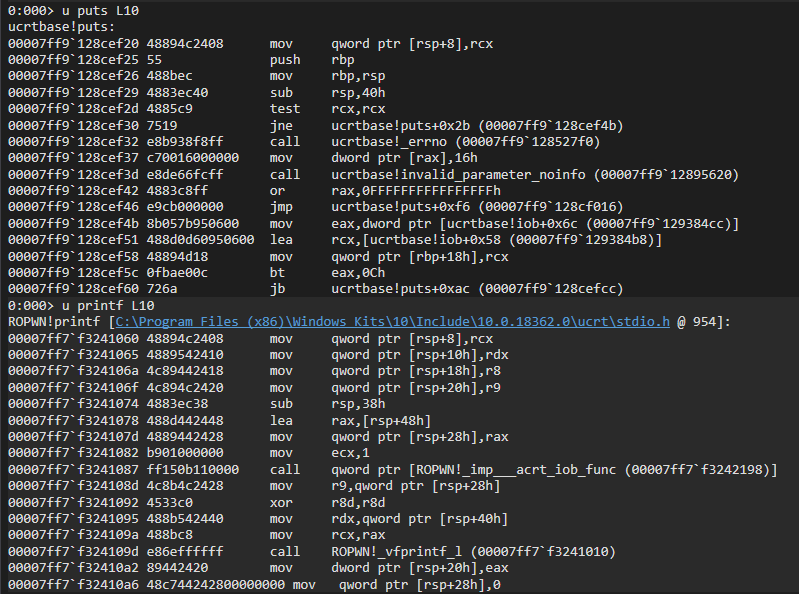 0:000> u puts L10
ucrtbase!puts:
00007ff9`128cef20 48894c2408      mov     qword ptr [rsp+8],rcx
00007ff9`128cef25 55              push    rbp
00007ff9`128cef26 488bec          mov     rbp,rsp
00007ff9`128cef29 4883ec40        sub     rsp,40h
00007ff9`128cef2d 4885c9          test    rcx,rcx
00007ff9`128cef30 7519            jne     ucrtbase!puts+0x2b (00007ff9`128cef4b)
00007ff9`128cef32 e8b938f8ff      call    ucrtbase!_errno (00007ff9`128527f0)
00007ff9`128cef37 c70016000000    mov     dword ptr [rax],16h
00007ff9`128cef3d e8de66fcff      call    ucrtbase!invalid_parameter_noinfo (00007ff9`12895620)
00007ff9`128cef42 4883c8ff        or      rax,0FFFFFFFFFFFFFFFFh
00007ff9`128cef46 e9cb000000      jmp     ucrtbase!puts+0xf6 (00007ff9`128cf016)
00007ff9`128cef4b 8b057b950600    mov     eax,dword ptr [ucrtbase!iob+0x6c (00007ff9`129384cc)]
00007ff9`128cef51 488d0d60950600  lea     rcx,[ucrtbase!iob+0x58 (00007ff9`129384b8)]
00007ff9`128cef58 48894d18        mov     qword ptr [rbp+18h],rcx
00007ff9`128cef5c 0fbae00c        bt      eax,0Ch
00007ff9`128cef60 726a            jb      ucrtbase!puts+0xac (00007ff9`128cefcc)
0:000> u printf L10
ROPWN!printf [C:\Program Files (x86)\Windows Kits\10\Include\10.0.18362.0\ucrt\stdio.h @ 954]:
00007ff7`f3241060 48894c2408      mov     qword ptr [rsp+8],rcx
00007ff7`f3241065 4889542410      mov     qword ptr [rsp+10h],rdx
00007ff7`f324106a 4c89442418      mov     qword ptr [rsp+18h],r8
00007ff7`f324106f 4c894c2420      mov     qword ptr [rsp+20h],r9
00007ff7`f3241074 4883ec38        sub     rsp,38h
00007ff7`f3241078 488d442448      lea     rax,[rsp+48h]
00007ff7`f324107d 4889442428      mov     qword ptr [rsp+28h],rax
00007ff7`f3241082 b901000000      mov     ecx,1
00007ff7`f3241087 ff150b110000    call    qword ptr [ROPWN!_imp___acrt_iob_func (00007ff7`f3242198)]
00007ff7`f324108d 4c8b4c2428      mov     r9,qword ptr [rsp+28h]
00007ff7`f3241092 4533c0          xor     r8d,r8d
00007ff7`f3241095 488b542440      mov     rdx,qword ptr [rsp+40h]
00007ff7`f324109a 488bc8          mov     rcx,rax
00007ff7`f324109d e86effffff      call    ROPWN!_vfprintf_l (00007ff7`f3241010)
00007ff7`f32410a2 89442420        mov     dword ptr [rsp+20h],eax
00007ff7`f32410a6 48c744242800000000 mov   qword ptr [rsp+28h],0